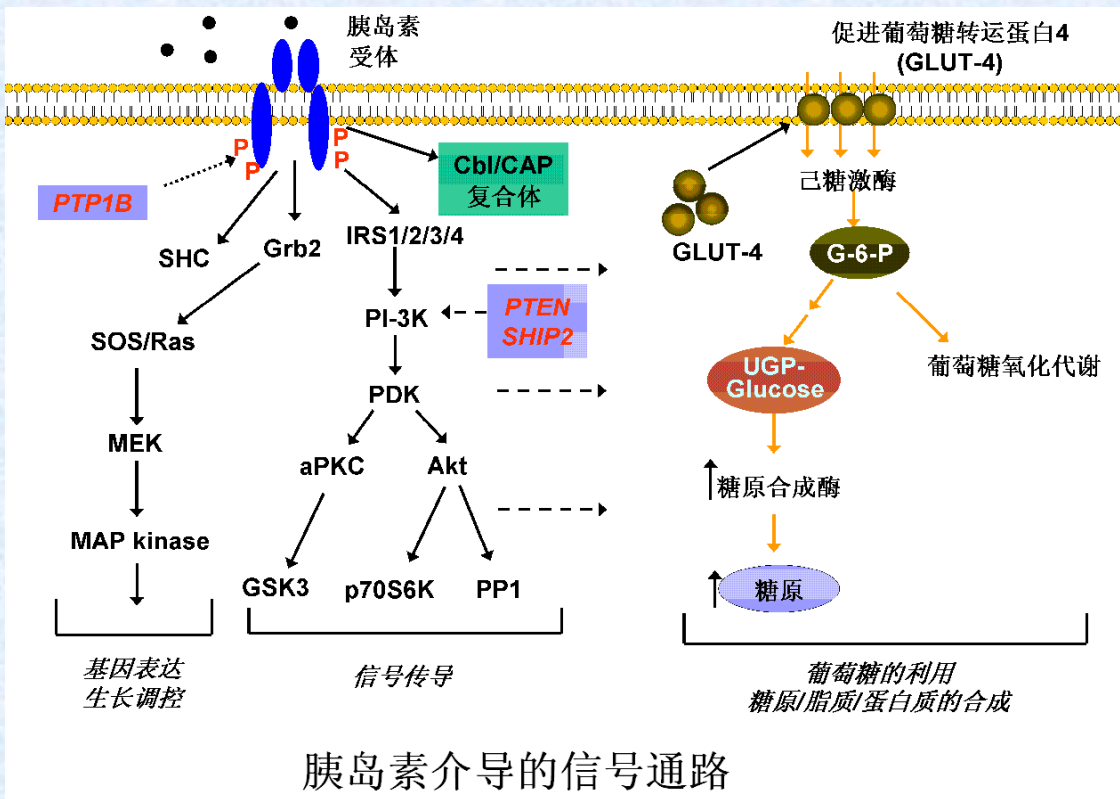 胰岛素
受体
促进葡萄糖转运蛋白4
(GLUT-4)
P
P
P
P
PTP1B
Cbl/CAP
复合体
己糖激酶
SHC
Grb2
IRS1/2/3/4
GLUT-4
G-6-P
PI-3K
PTEN
SHIP2
SOS/Ras
UGP-
Glucose
葡萄糖氧化代谢
PDK
MEK
aPKC
Akt
糖原合成酶
MAP kinase
GSK3
p70S6K
PP1
糖原
基因表达
生长调控
信号传导
葡萄糖的利用
糖原/脂质/蛋白质的合成
胰岛素介导的信号通路